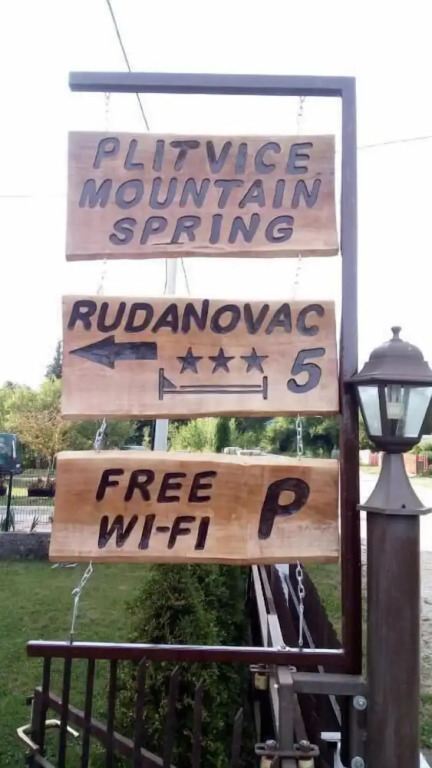 PLITVICE
MOUNTAIN
SPRING
RUDANOVAC
5
FREE
WI-FI
P